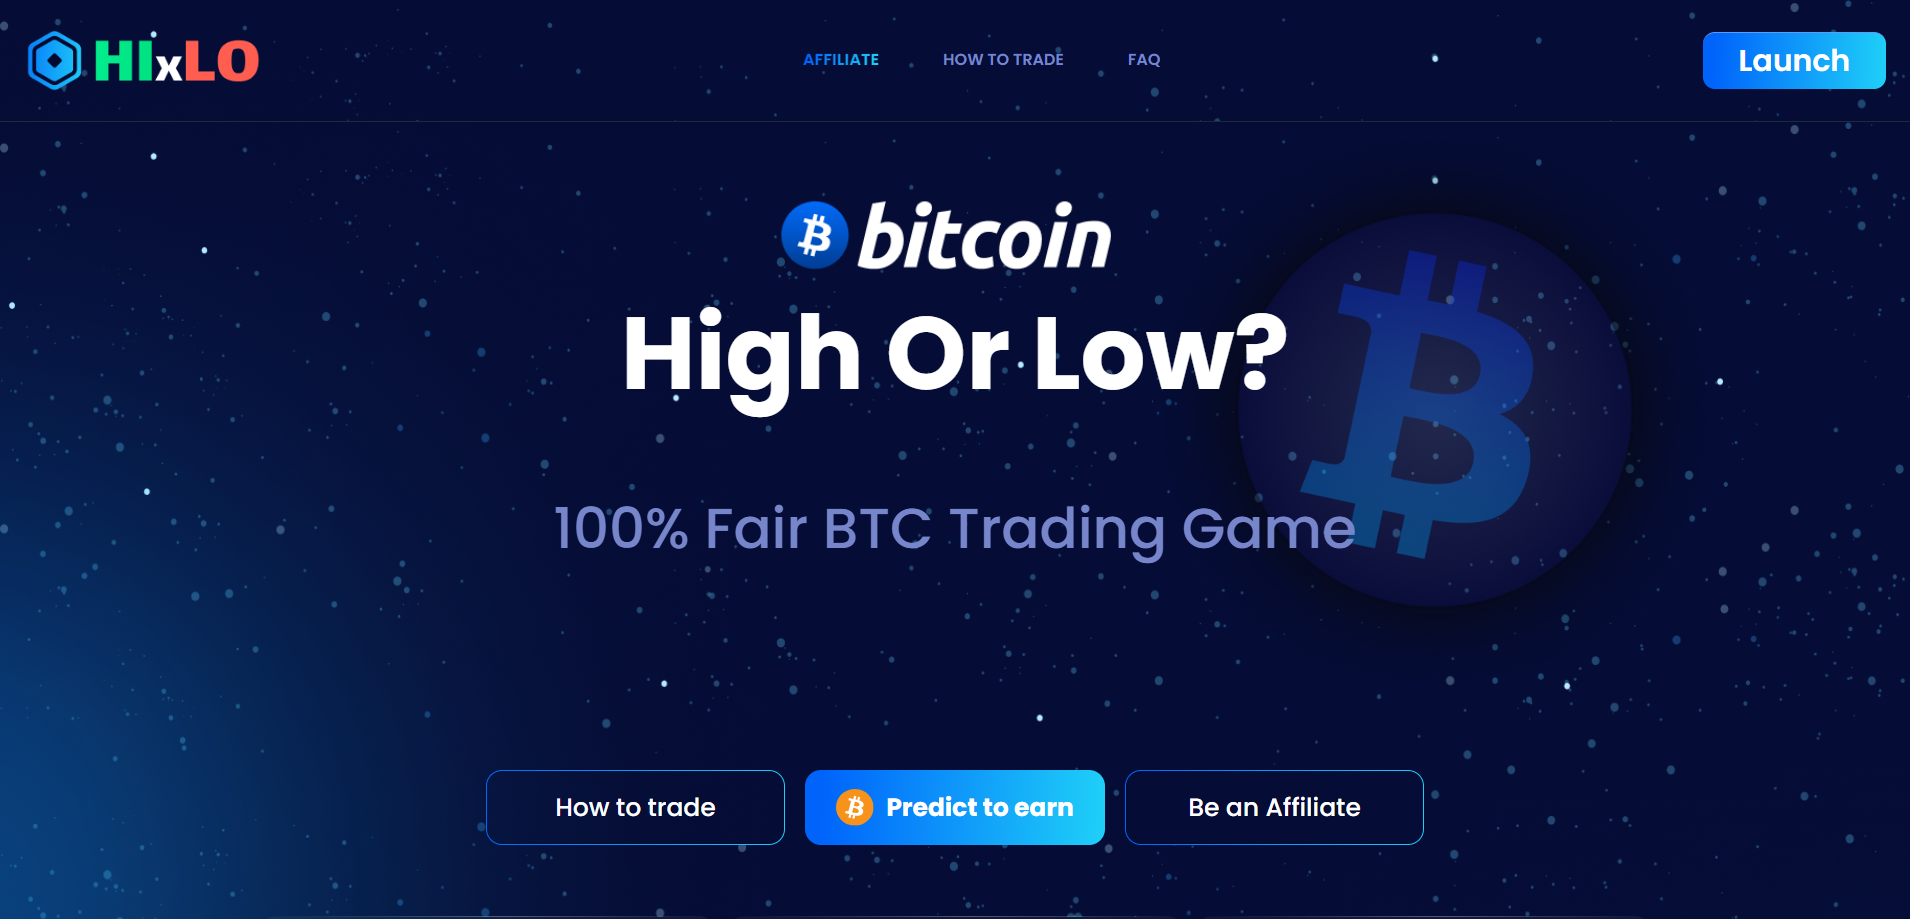 HIxLO
AFFILIATE
HOW TO TRADE
FAQ
Launch
bitcoin
High Or Low?
100% Fair BTC Trading Game
How to trade
Predict to earn
Be an Affiliate